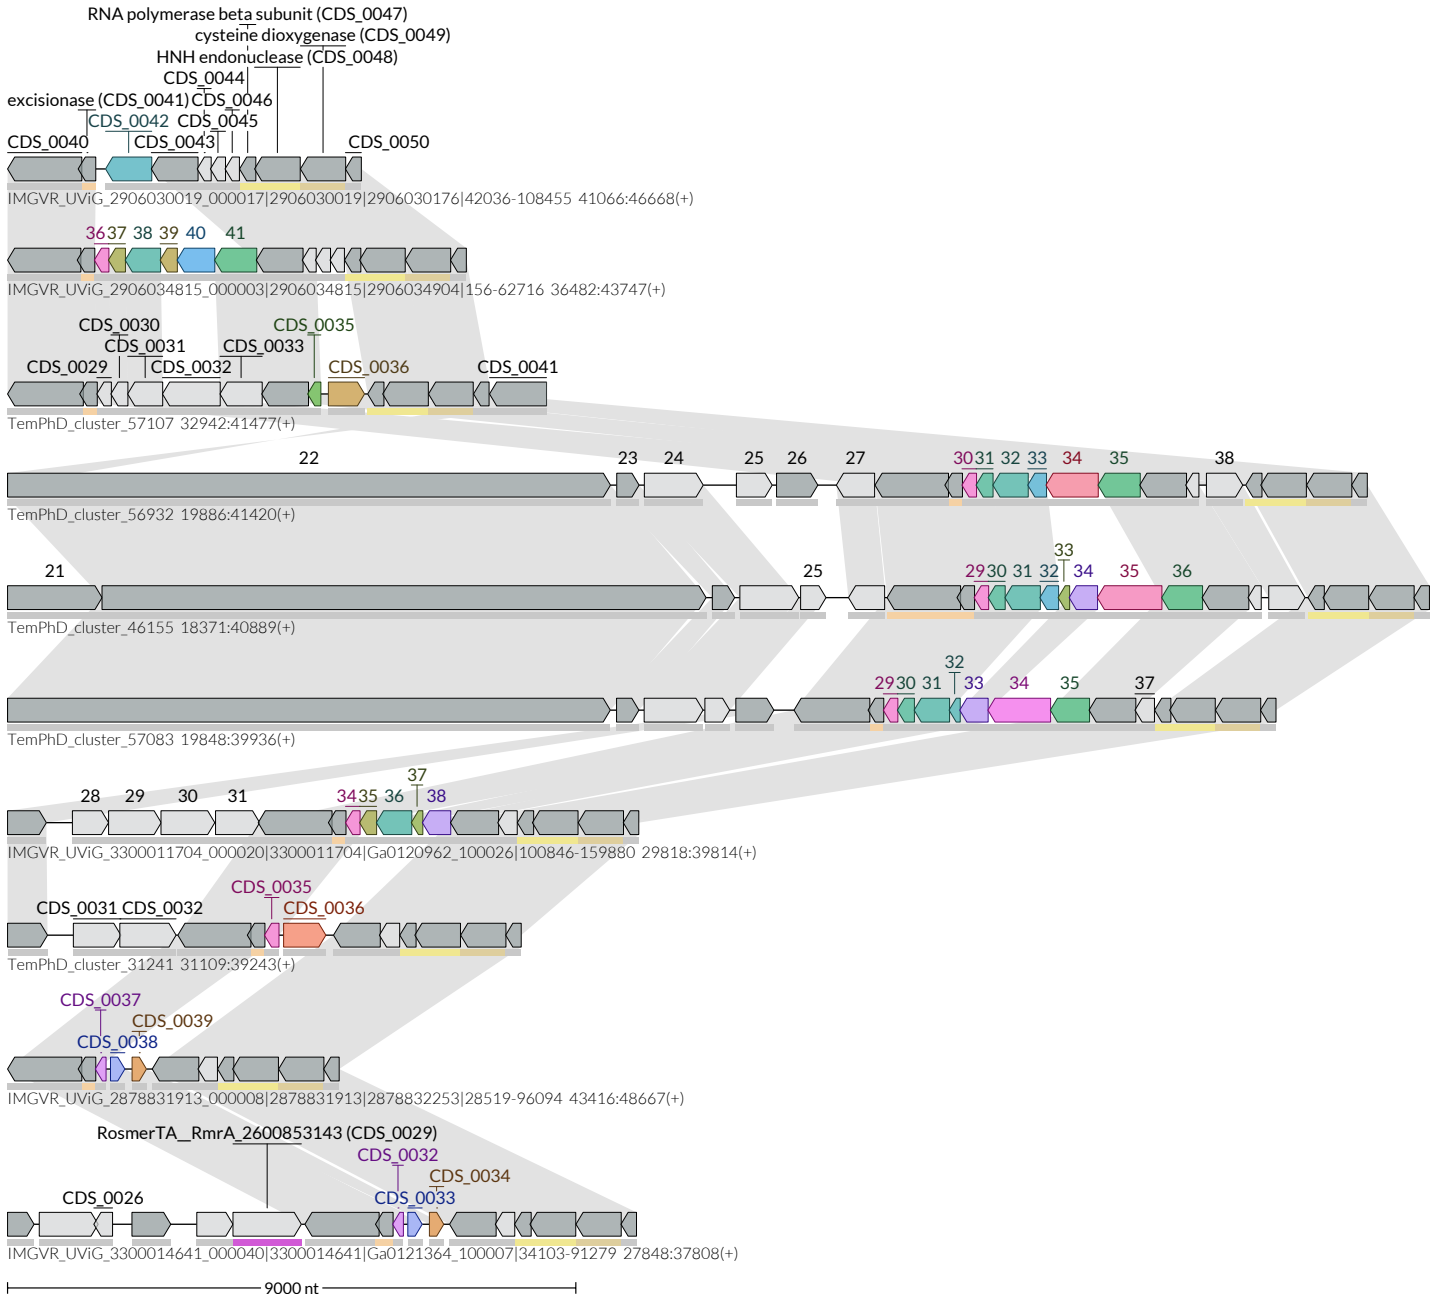 RNA polymerase beta subunit (CDS_0047)
cysteine dioxygenase (CDS_0049)
HNH endonuclease (CDS_0048)
CDS_0044
excisionase (CDS_0041) CDS_0046
CDS_0042 CDS_0045
CDS_0040 CDS_0043 CDS_0050
IMGVR_UViG_2906030019_000017|2906030019|2906030176|42036-108455 41066:46668(+)
36 37 38 39 40 41
IMGVR_UViG_2906034815_000003|2906034815|2906034904|156-62716 36482:43747(+)
CDS_0030 CDS_0035
CDS_0031 CDS_0033
CDS_0029 CDS_0032 CDS_0036 CDS_0041
TemPhD_cluster_57107 32942:41477(+)
22 23 24 25 26 27 30 31 32 33 34 35 38
TemPhD_cluster_56932 19886:41420(+)
33
21 25 29 30 31 32 34 35 36
TemPhD_cluster_46155 18371:40889(+)
32
29 30 31 33 34 35 37
TemPhD_cluster_57083 19848:39936(+)
37
28 29 30 31 34 35 36 38
IMGVR_UViG_3300011704_000020|3300011704|Ga0120962_100026|100846-159880 29818:39814(+)
CDS_0035
CDS_0031 CDS_0032 CDS_0036
TemPhD_cluster_31241 31109:39243(+)
CDS_0037
CDS_0039
CDS_0038
IMGVR_UViG_2878831913_000008|2878831913|2878832253|28519-96094 43416:48667(+)
RosmerTA__RmrA_2600853143 (CDS_0029)
CDS_0032
CDS_0034
CDS_0026 CDS_0033
IMGVR_UViG_3300014641_000040|3300014641|Ga0121364_100007|34103-91279 27848:37808(+)
9000 nt